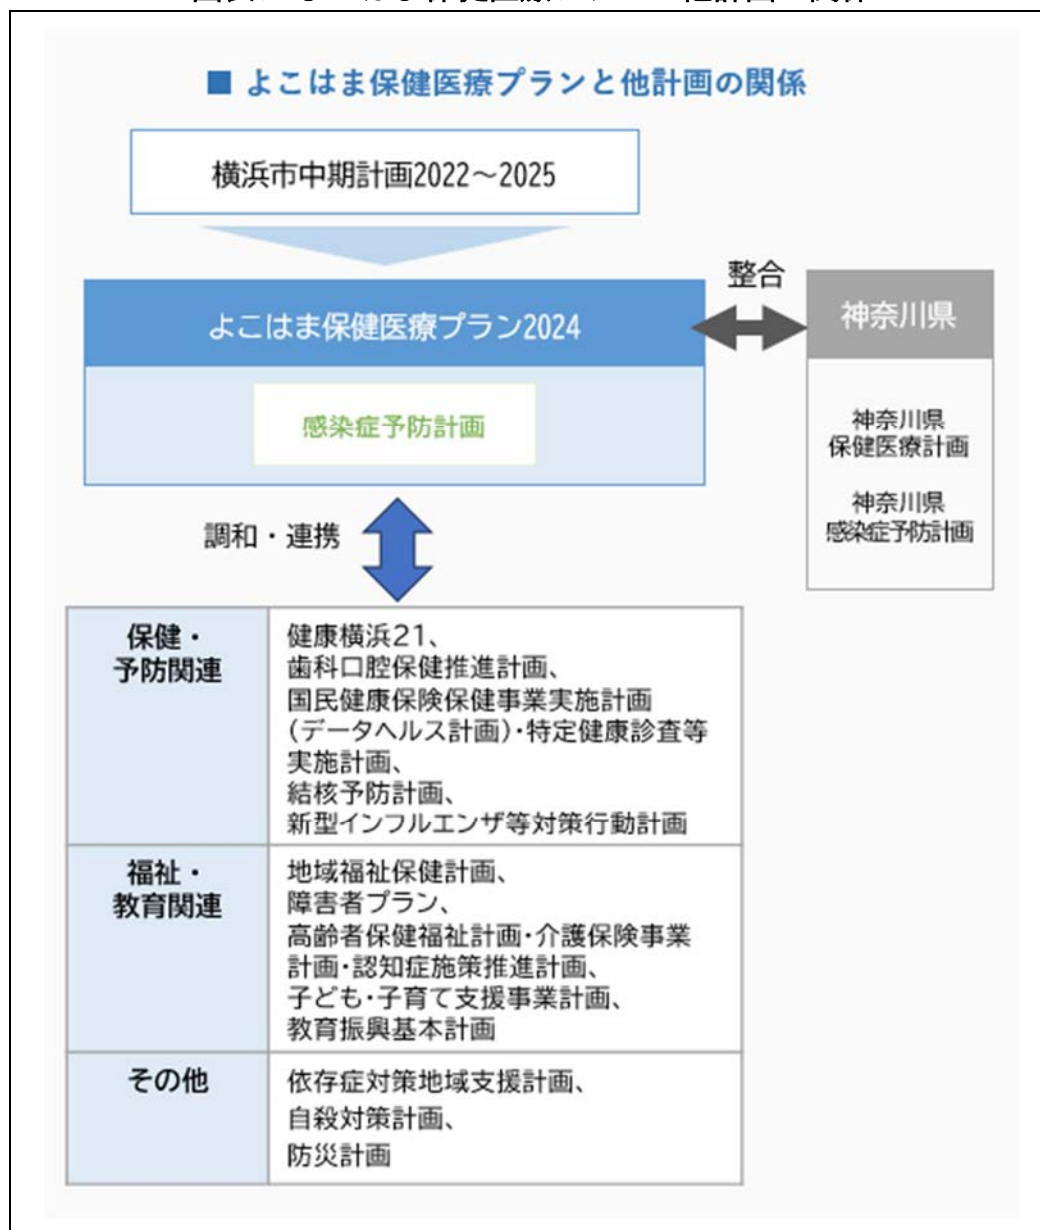 ■ よこはま保健医療プランと他計画の関係
横浜市中期計画2022～2025
整合
よこはま保健医療プラン2024
神奈川県
感染症予防計画
神奈川県
保健医療計画
神奈川県
感染症予防計画
調和・連携
保健・
予防関連
健康横浜21、
歯科口腔保健推進計画、
国民健康保険保健事業実施計画
(データヘルス計画)・特定健康診査等
実施計画、
結核予防計画、
新型インフルエンザ等対策行動計画
福祉・
教育関連
地域福祉保健計画、
障害者プラン、
高齢者保健福祉計画・介護保険事業
計画・認知症施策推進計画、
子ども・子育て支援事業計画、
教育振興基本計画
その他
依存症対策地域支援計画、
自殺対策計画、
防災計画